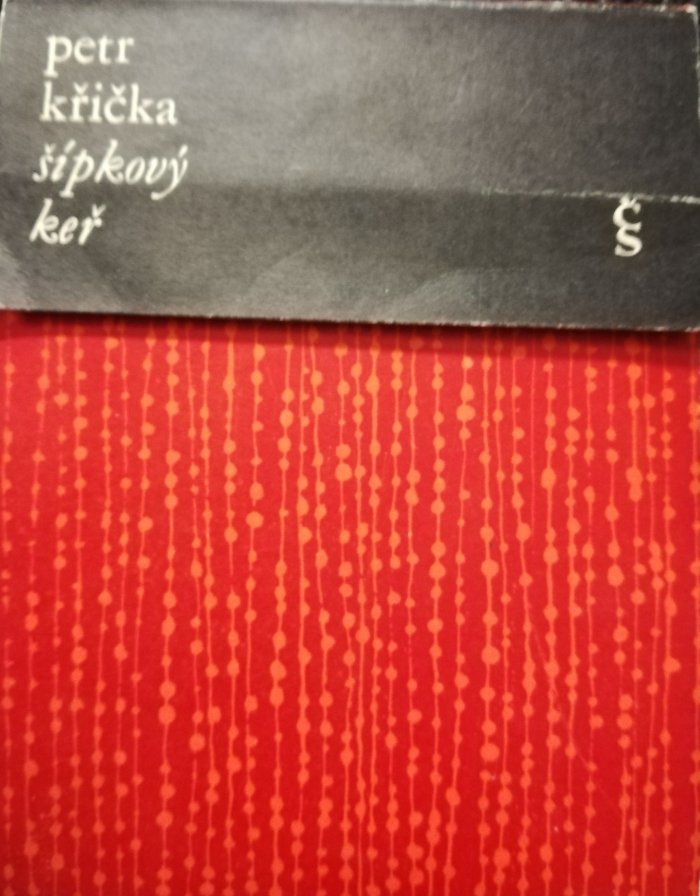 petr
křička
šípkový
keř
čs